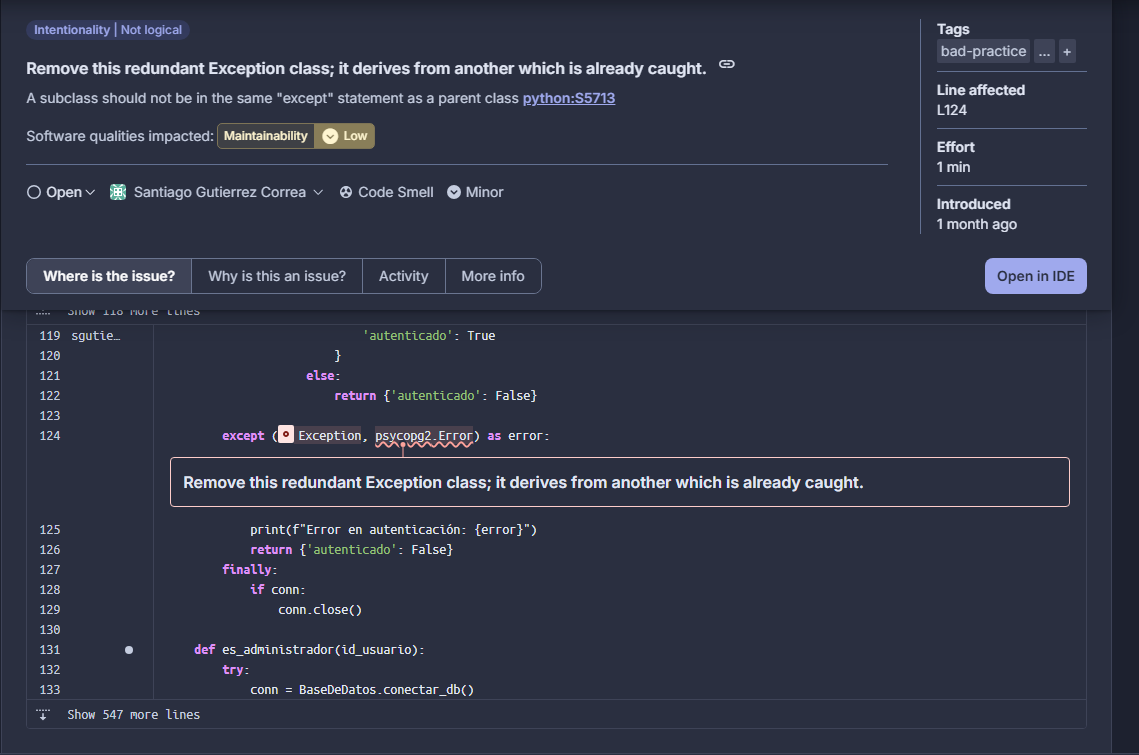 Intentionality | Not logical
Tags
Remove this redundant Exception class; it derives from another which is already caught.
bad-practice ... +
A subclass should not be in the same "except" statement as a parent class python:S5713
Line affected
L124
Software qualities impacted: Maintainability Low
Effort
1 min
Open Santiago Gutierrez Correa Code Smell Minor
Introduced
1 month ago
Where is the issue? Why is this an issue? Activity More info
Open in IDE
Show 118 more lines
119 sgutie… 'autenticado': True
120 }
121 else:
122 return {'autenticado': False}
123
124 except (Exception, psycopg2.Error) as error:
Remove this redundant Exception class; it derives from another which is already caught.
125 print(f"Error en autenticación: {error}")
126 return {'autenticado': False}
127 finally:
128 if conn:
129 conn.close()
130
131 def es_administrador(id_usuario):
132 try:
133 conn = BaseDeDatos.conectar_db()
Show 547 more lines